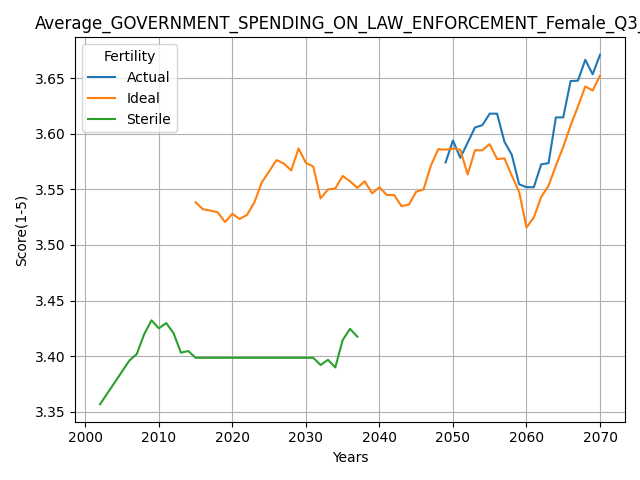 Average_GOVERNMENT_SPENDING_ON_LAW_ENFORCEMENT_Female_Q3_
Fertility
Actual
Ideal
Sterile
Score(1-5)
3.65
3.60
3.55
3.50
3.45
3.40
3.35
2000 2010 2020 2030 2040 2050 2060 2070
Years